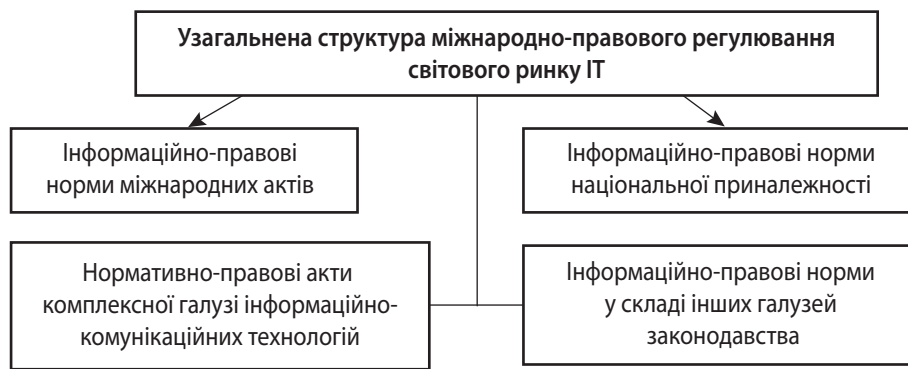 Узагальнена структура міжнародно-правового регулювання
світового ринку ІТ
Інформаційно-правові
норми міжнародних актів
Інформаційно-правові норми
національної приналежності
Нормативно-правові акти
комплексної галузі інформаційно-
комунікаційних технологій
Інформаційно-правові норми
у складі інших галузей
законодавства